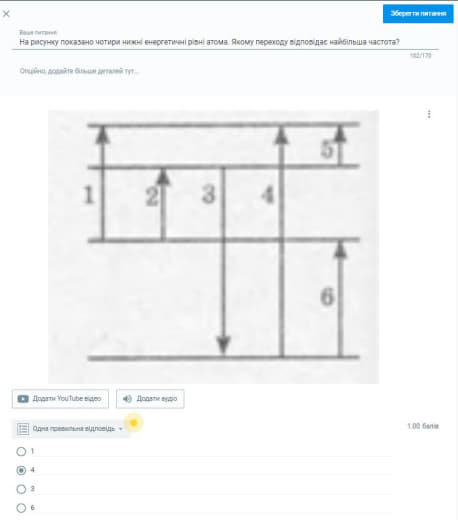 Зберегти питання
Ваше питання
На рисунку показано чотири нижні енергетичні рівні атома. Якому переходу відповідає найбільша частота?
102/170
Опційно, додайте більше деталей тут...
1
2
3
4
5
6
Додати YouTube відео
Додати аудіо
Одна правильна відповідь
1.00 балів
1
4
3
6